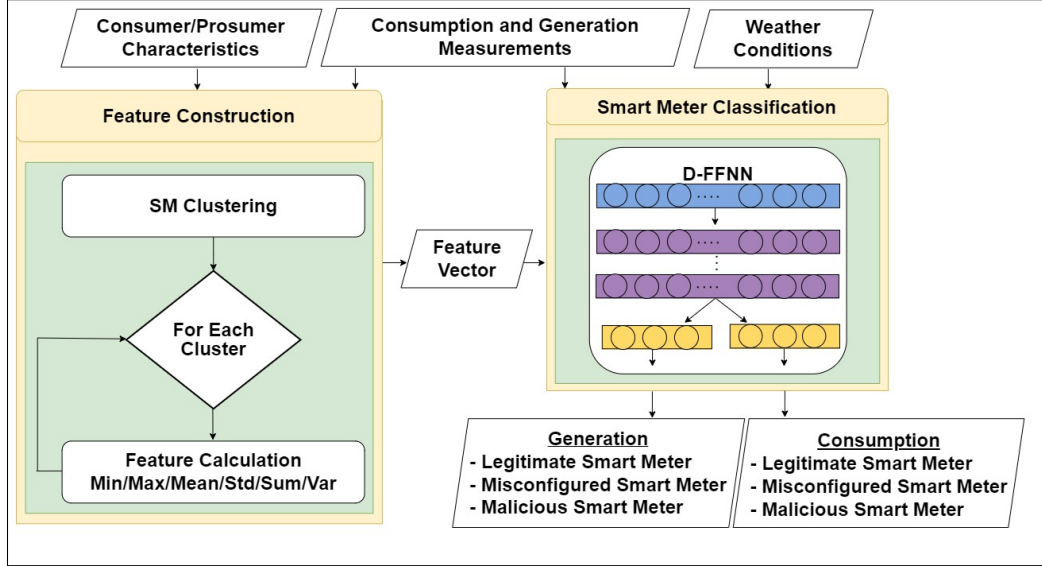 Consumer/Prosumer
Characteristics
Consumption and Generation
Measurements
Weather
Conditions
Feature Construction
SM Clustering
For Each
Cluster
Feature Calculation
Min/Max/Mean/Std/Sum/Var
Feature
Vector
Smart Meter Classification
D-FFNN
....
....
....
Generation
- Legitimate Smart Meter
- Misconfigured Smart Meter
- Malicious Smart Meter
Consumption
- Legitimate Smart Meter
- Misconfigured Smart Meter
- Malicious Smart Meter